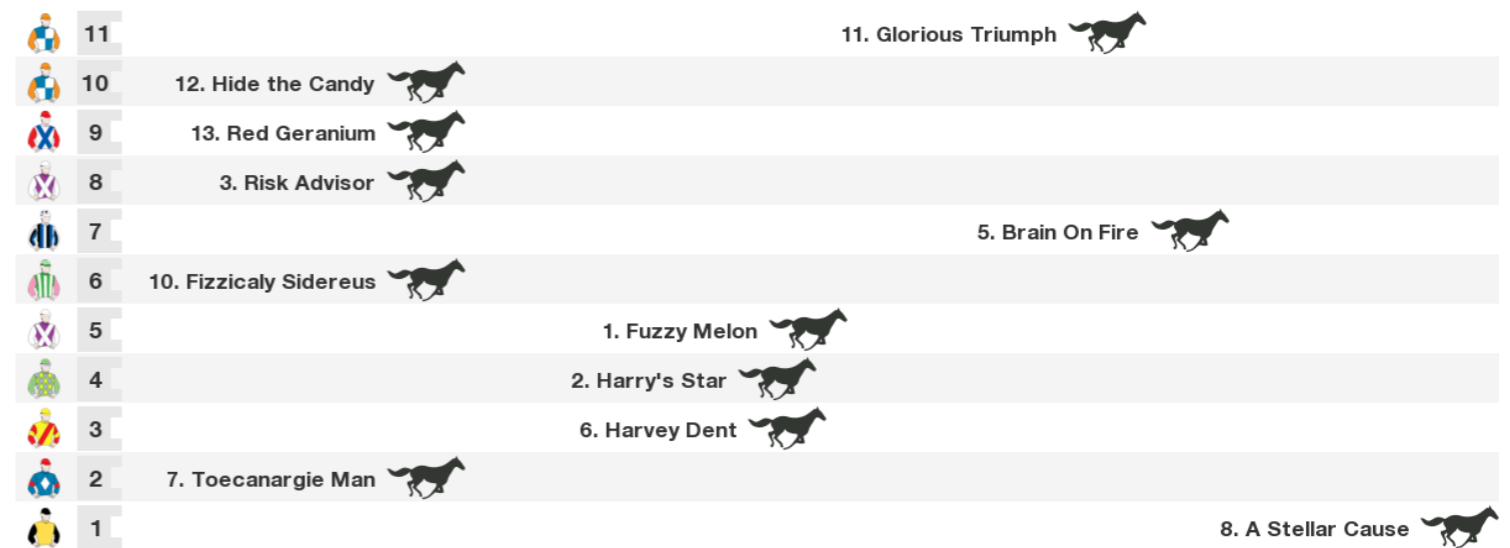 11 11. Glorious Triumph
10 12. Hide the Candy
9 13. Red Geranium
8 3. Risk Advisor
7 5. Brain On Fire
6 10. Fizzicaly Sidereus
5 1. Fuzzy Melon
4 2. Harry's Star
3 6. Harvey Dent
2 7. Toecanargie Man
1 8. A Stellar Cause